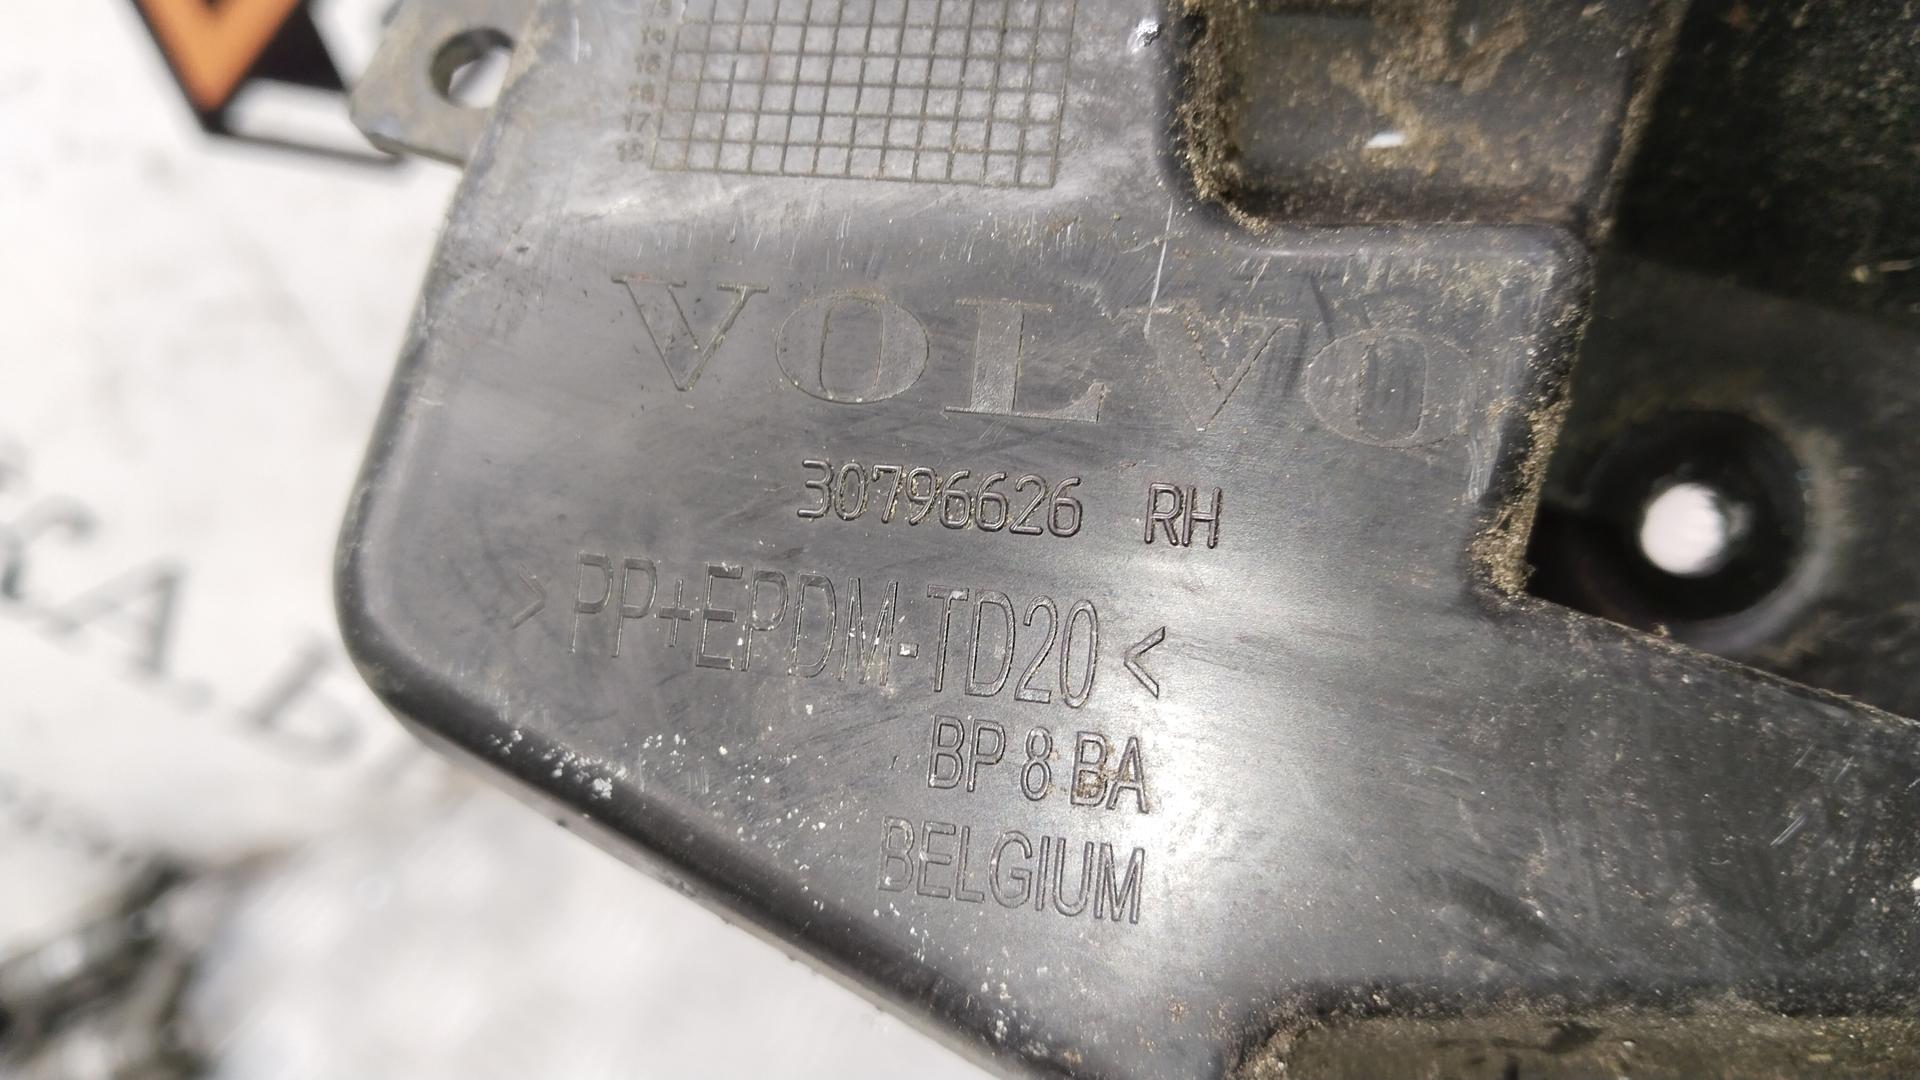 VOLVO
30796626 RH
>PP+EPDM-TD20<
BP 8 BA
BELGIUM